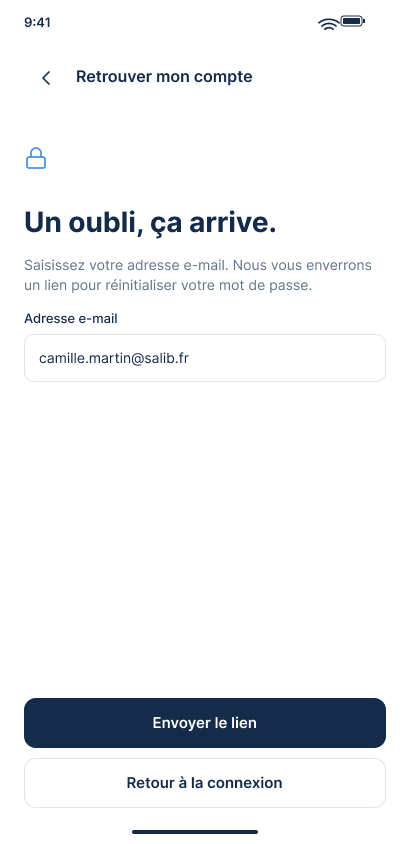 9:41
Retrouver mon compte
Un oubli, ça arrive.
Saisissez votre adresse e-mail. Nous vous enverrons
un lien pour réinitialiser votre mot de passe.
Adresse e-mail
camille.martin@salib.fr
Envoyer le lien
Retour à la connexion